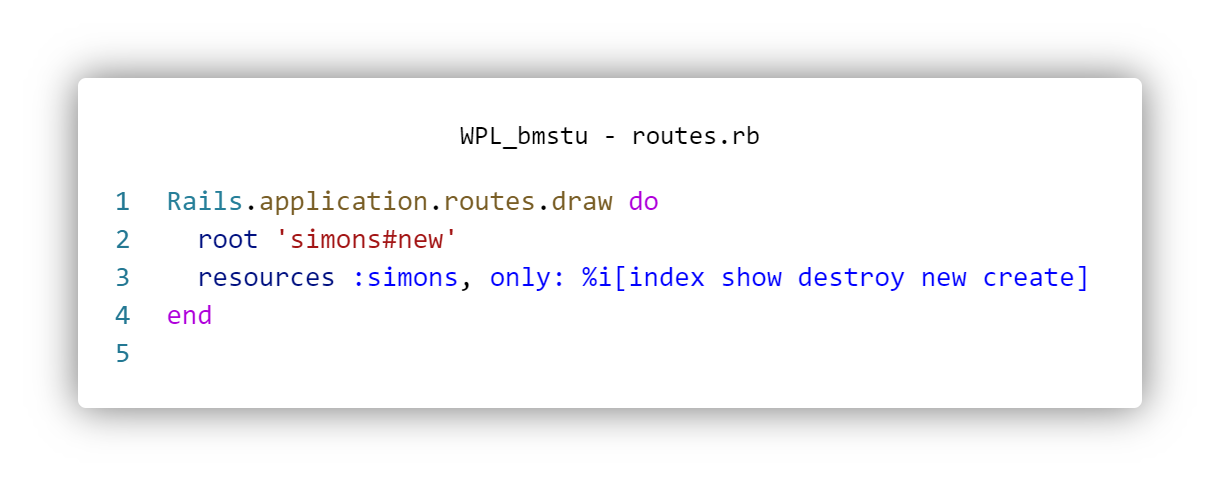 WPL_bmstu - routes.rb
1 Rails.application.routes.draw do
2   root 'simons#new'
3   resources :simons, only: %i[index show destroy new create]
4 end
5